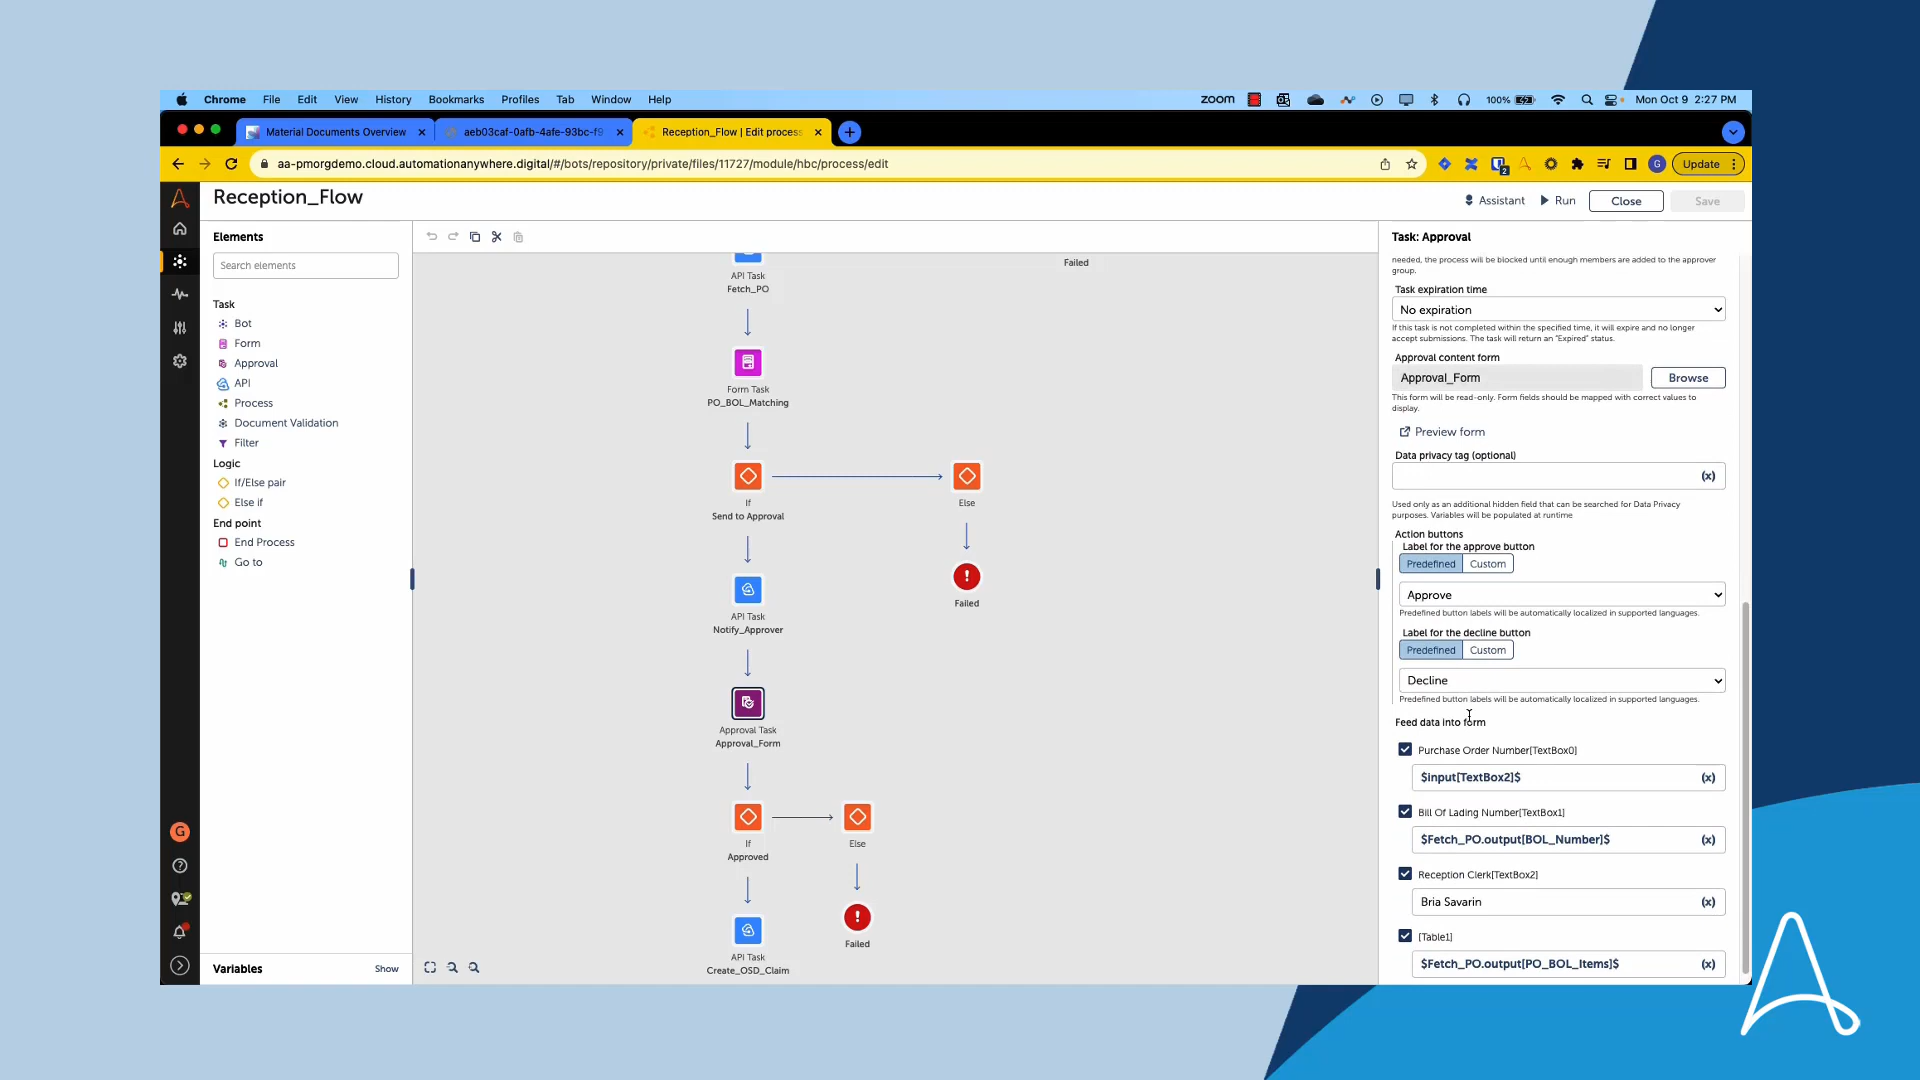 Chrome File Edit View History Bookmarks Profiles Tab Window Help zoom 100% Mon Oct 9 2:27 PM
Material Documents Overview aeb03caf-0afb-4afe-93bc-f9 Reception_Flow | Edit process
aa-pmorgdemo.cloud.automationanywhere.digital/#/bots/repository/private/files/11727/module/hbc/process/edit 2 G Update
Reception_Flow
Assistant Run Close Save
Elements
Search elements
Task
Bot
Form
Approval
API
Process
Document Validation
Filter
Logic
If/Else pair
Else if
End point
End Process
Go to
G
Variables Show
Failed
API Task
Fetch_PO
Form Task
PO_BOL_Matching
If
Send to Approval
Else
Failed
API Task
Notify_Approver
Approval Task
Approval_Form
If
Approved
Else
Failed
API Task
Create_OSD_Claim
Task: Approval
needed, the process will be blocked until enough members are added to the approver
group.
Task expiration time
No expiration
If this task is not completed within the specified time, it will expire and no longer
accept submissions. The task will return an "Expired" status.
Approval content form
Approval_Form Browse
This form will be read-only. Form fields should be mapped with correct values to
display.
Preview form
Data privacy tag (optional)
(x)
Used only as an additional hidden field that can be searched for Data Privacy
purposes. Variables will be populated at runtime
Action buttons
Label for the approve button
Predefined Custom
Approve
Predefined button labels will be automatically localized in supported languages.
Label for the decline button
Predefined Custom
Decline
Predefined button labels will be automatically localized in supported languages.
Feed data into form
Purchase Order Number[TextBox0]
$input[TextBox2]$ (x)
Bill Of Lading Number[TextBox1]
$Fetch_PO.output[BOL_Number]$ (x)
Reception Clerk[TextBox2]
Bria Savarin (x)
[Table1]
$Fetch_PO.output[PO_BOL_Items]$ (x)